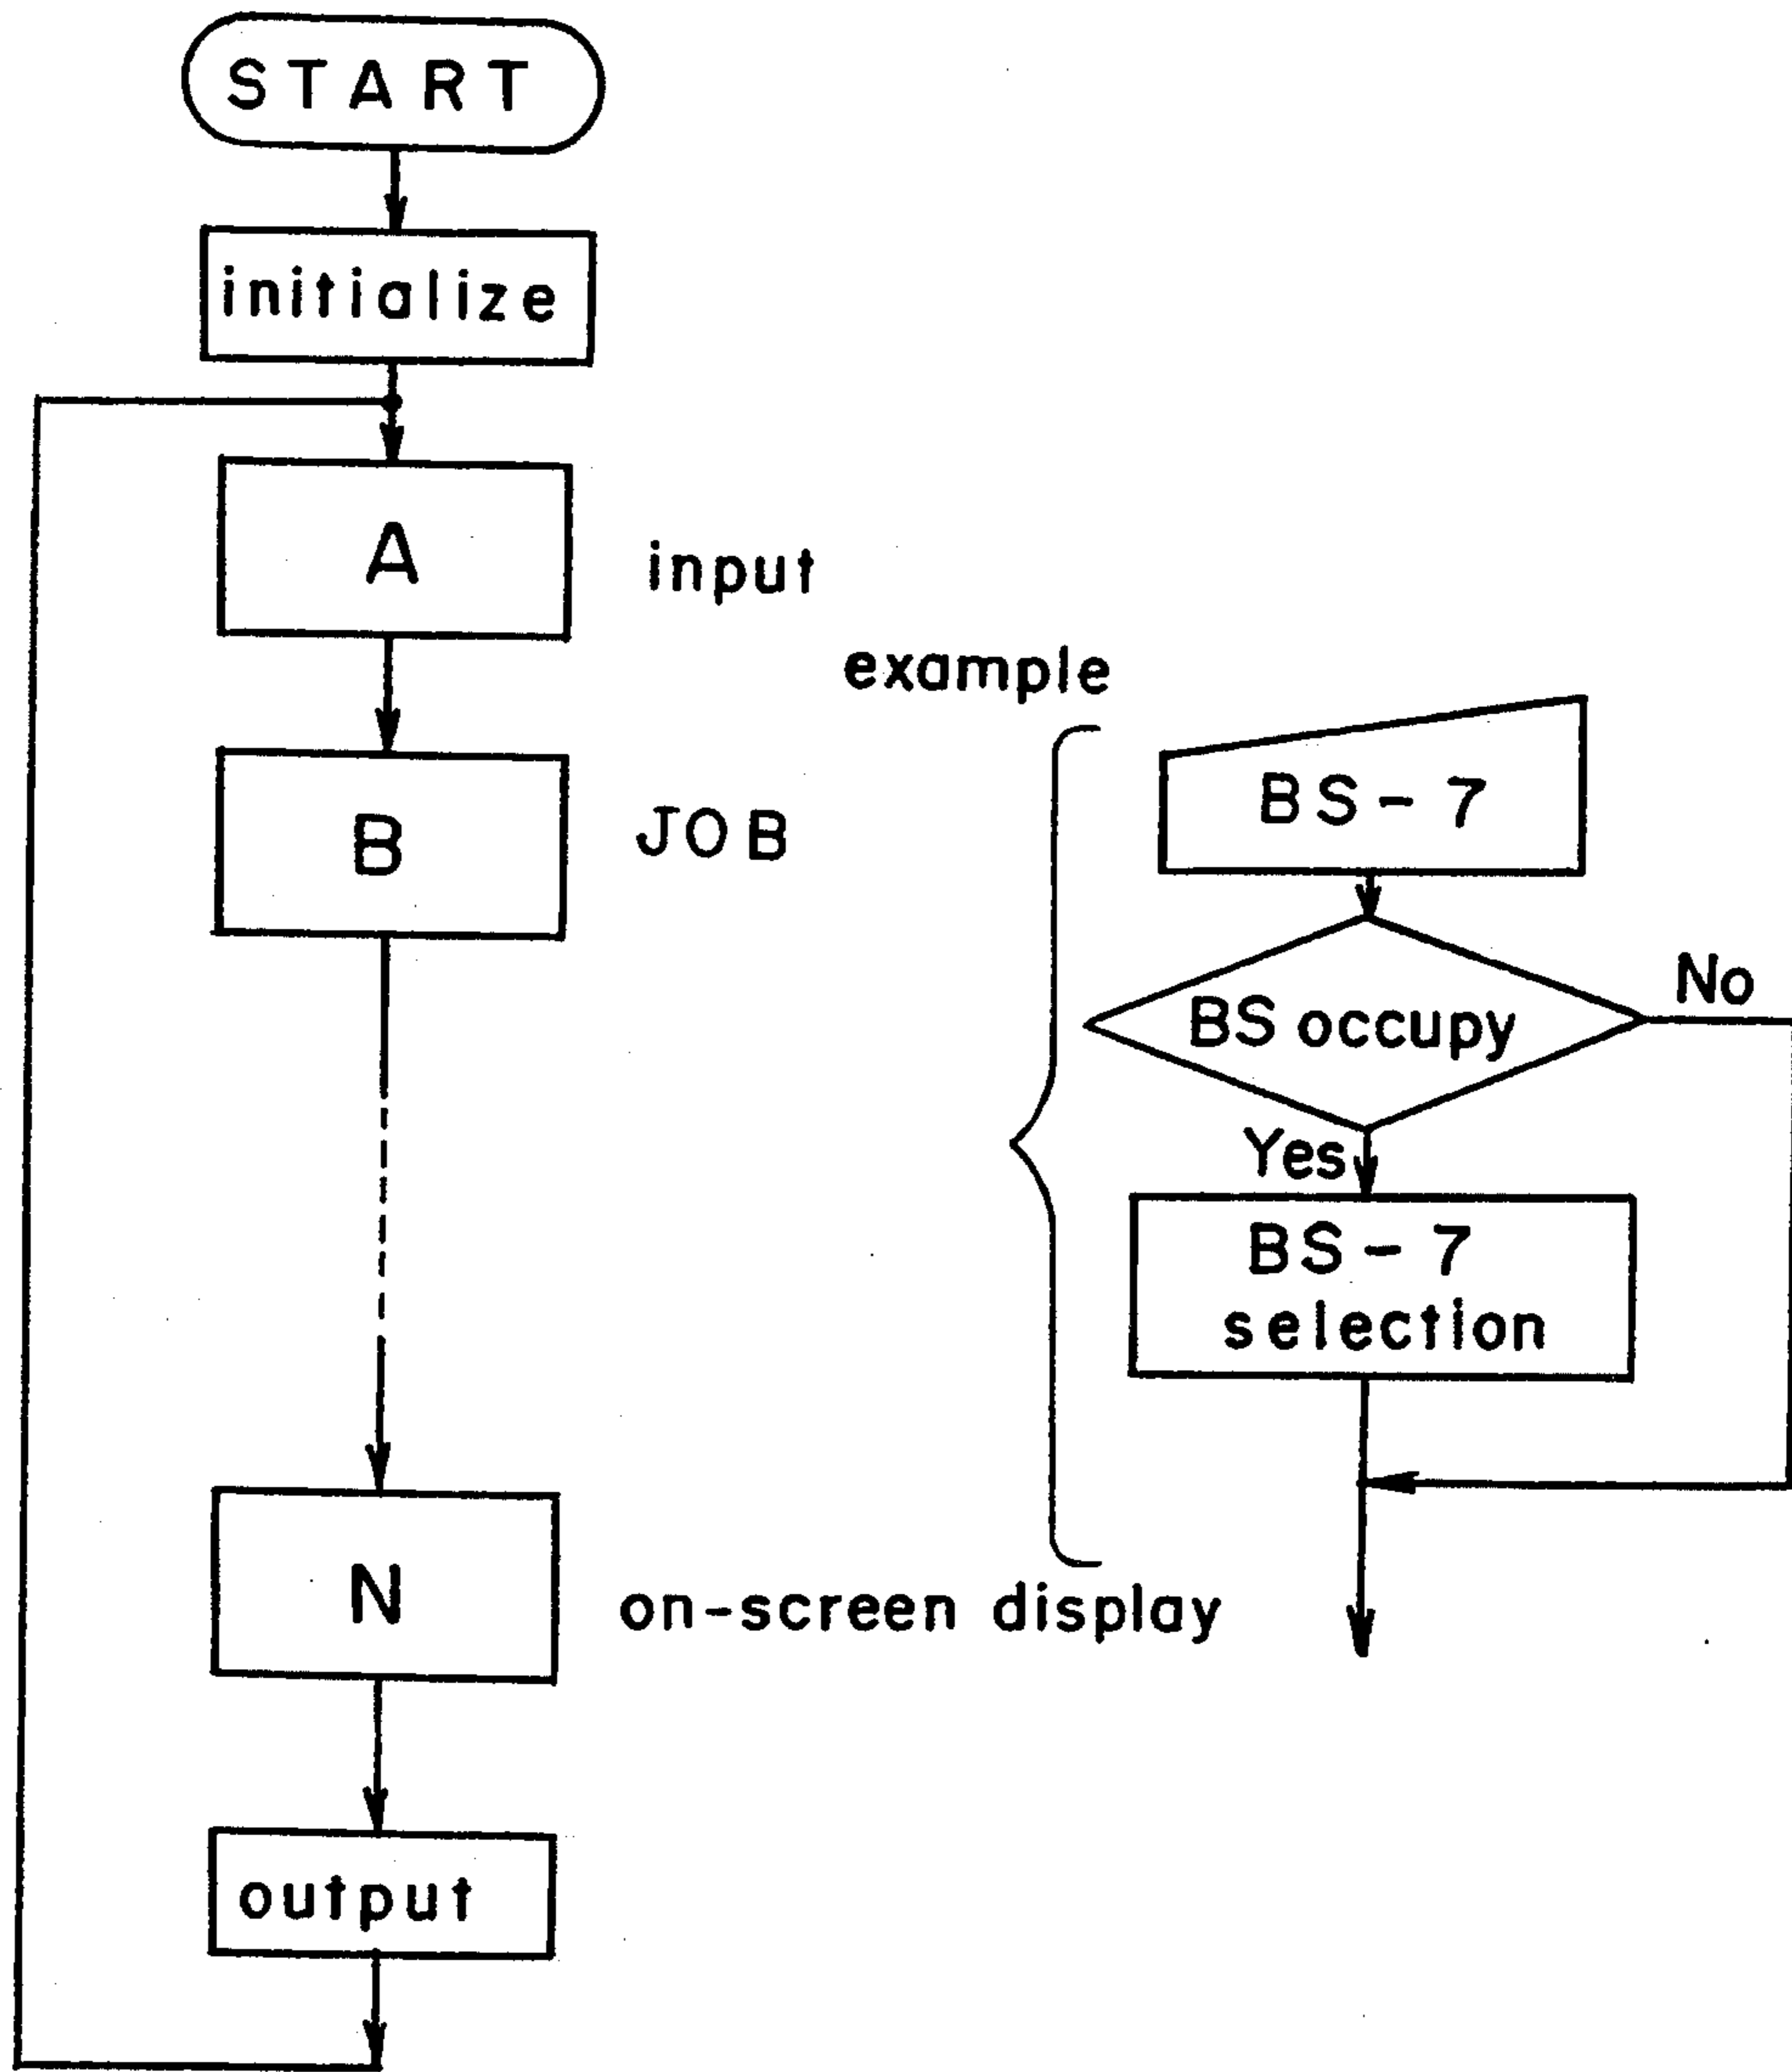 START
initialize
A
input
B
JOB
N
on-screen display
output
example
BS-7
BS occupy
No
Yes
BS-7
selection